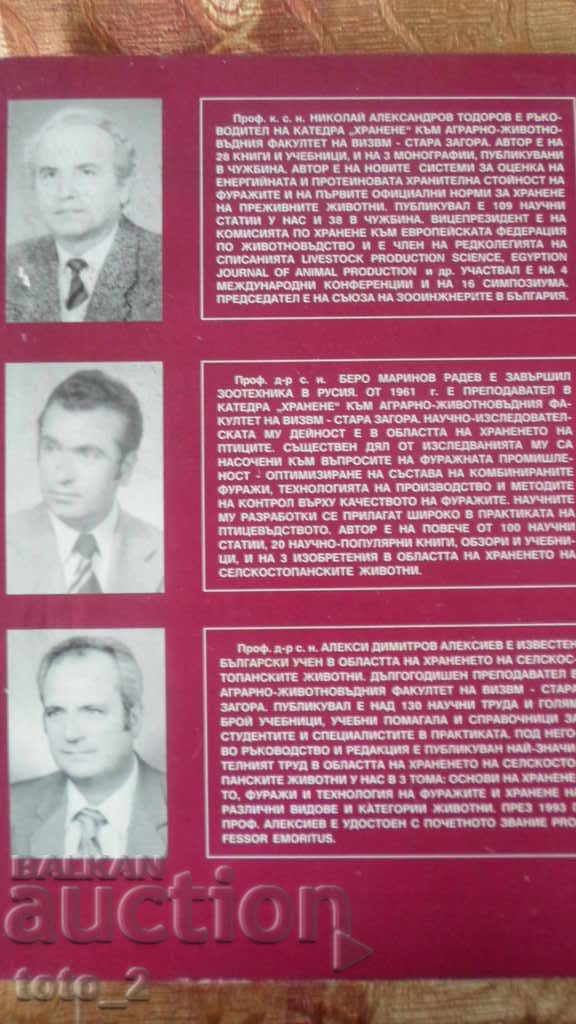 Проф. к. с. н. НИКОЛАЙ АЛЕКСАНДРОВ ТОДОРОВ Е РЪКО-
ВОДИТЕЛ НА КАТЕДРА „ХРАНЕНЕ" КЪМ АГРАРНО-ЖИВОТНО-
ВЪДНИЯ ФАКУЛТЕТ НА ВИЗВМ - СТАРА ЗАГОРА. АВТОР Е НА
28 КНИГИ И УЧЕБНИЦИ, И НА 3 МОНОГРАФИИ, ПУБЛИКУВАНИ
В ЧУЖБИНА. АВТОР Е НА НОВИТЕ СИСТЕМИ ЗА ОЦЕНКА НА
ЕНЕРГИЙНАТА И ПРОТЕИНОВАТА ХРАНИТЕЛНА СТОЙНОСТ НА
ФУРАЖИТЕ И НА ПЪРВИТЕ ОФИЦИАЛНИ НОРМИ ЗА ХРАНЕНЕ
НА ПРЕЖИВНИТЕ ЖИВОТНИ. ПУБЛИКУВАЛ Е 109 НАУЧНИ
СТАТИИ У НАС И 38 В ЧУЖБИНА. ВИЦЕПРЕЗИДЕНТ Е НА
КОМИСИЯТА ПО ХРАНЕНЕ КЪМ ЕВРОПЕЙСКАТА ФЕДЕРАЦИЯ
ПО ЖИВОТНОВЪДСТВО И Е ЧЛЕН НА РЕДКОЛЕГИЯТА НА
СПИСАНИЯТА LIVESTOCK PRODUCTION SCIENCE, EGYPTION
JOURNAL OF ANIMAL PRODUCTION и др. УЧАСТВАЛ Е НА 4
МЕЖДУНАРОДНИ КОНФЕРЕНЦИИ И НА 16 СИМПОЗИУМА.
ПРЕДСЕДАТЕЛ Е НА СЪЮЗА НА ЗООИНЖНЕРИТЕ В БЪЛГАРИЯ.
Проф. д-р с. н. БЕРО МАРИНОВ РАДЕВ Е ЗАВЪРШИЛ
ЗООТЕХНИКА В РУСИЯ. ОТ 1961 г. Е ПРЕПОДАВАТЕЛ В
КАТЕДРА „ХРАНЕНЕ" КЪМ АГРАРНО-ЖИВОТНОВЪДНИЯ ФА-
КУЛТЕТ НА ВИЗВМ - СТАРА ЗАГОРА. НАУЧНО-ИЗСЛЕДОВАТЕЛ-
СКАТА МУ ДЕЙНОСТ Е В ОБЛАСТТА НА ХРАНЕНЕТО НА
ПТИЦИТЕ. СЪЩЕСТВЕН ДЯЛ ОТ ИЗСЛЕДВАНИЯТА МУ СА
НАСОЧЕНИ КЪМ ВЪПРОСИТЕ НА ФУРАЖНАТА ПРОМИШЛЕ-
НОСТ - ОПТИМИЗИРАНЕ НА СЪСТАВА НА КОМБИНИРАНИТЕ
ФУРАЖИ, ТЕХНОЛОГИЯТА НА ПРОИЗВОДСТВО И МЕТОДИТЕ
НА КОНТРОЛ ВЪРХУ КАЧЕСТВОТО НА ФУРАЖИТЕ. НАУЧНИТЕ
МУ РАЗРАБОТКИ СЕ ПРИЛАГАТ ШИРОКО В ПРАКТИКАТА НА
ПТИЦЕВЪДСТВОТО. АВТОР Е НА ПОВЕЧЕ ОТ 100 НАУЧНИ
СТАТИИ, 20 НАУЧНО-ПОПУЛЯРНИ КНИГИ, ОБЗОРИ И УЧЕБНИ-
ЦИ, И НА 3 ИЗОБРЕТЕНИЯ В ОБЛАСТТА НА ХРАНЕНЕТО НА
СЕЛСКОСТОПАНСКИТЕ ЖИВОТНИ.
Проф. д-р с. н. АЛЕКСИ ДИМИТРОВ АЛЕКСИЕВ Е ИЗВЕСТЕН
БЪЛГАРСКИ УЧЕН В ОБЛАСТТА НА ХРАНЕНЕТО НА СЕЛСКОС-
ТОПАНСКИТЕ ЖИВОТНИ. ДЪЛГОГОДИШЕН ПРЕПОДАВАТЕЛ В
АГРАРНО-ЖИВОТНОВЪДНИЯ ФАКУЛТЕТ НА ВИЗВМ - СТАРА
ЗАГОРА. ПУБЛИКУВАЛ Е НАД 130 НАУЧНИ ТРУДА И ГОЛЯМ
БРОЙ УЧЕБНИЦИ, УЧЕБНИ ПОМАГАЛА И СПРАВОЧНИЦИ ЗА
СТУДЕНТИТЕ И СПЕЦИАЛИСТИТЕ В ПРАКТИКАТА. ПОД НЕГО-
ВО РЪКОВОДСТВО И РЕДАКЦИЯ Е ПУБЛИКУВАН НАЙ-ЗНАЧИ-
ТЕЛНИЯТ ТРУД В ОБЛАСТТА НА ХРАНЕНЕТО НА СЕЛСКОСТО-
ПАНСКИТЕ ЖИВОТНИ У НАС В 3 ТОМА: ОСНОВИ НА ХРАНЕНЕ-
ТО, ФУРАЖИ И ТЕХНОЛОГИЯ НА ФУРАЖИТЕ И ХРАНЕНЕ НА
РАЗЛИЧНИ ВИДОВЕ И КАТЕГОРИИ ЖИВОТНИ. ПРЕЗ 1993 Г.
ПРОФ. АЛЕКСИЕВ Е УДОСТОЕН С ПОЧЕТНОТО ЗВАНИЕ PRO-
FESSOR EMORITUS.
BALKAN
auction
toto_2